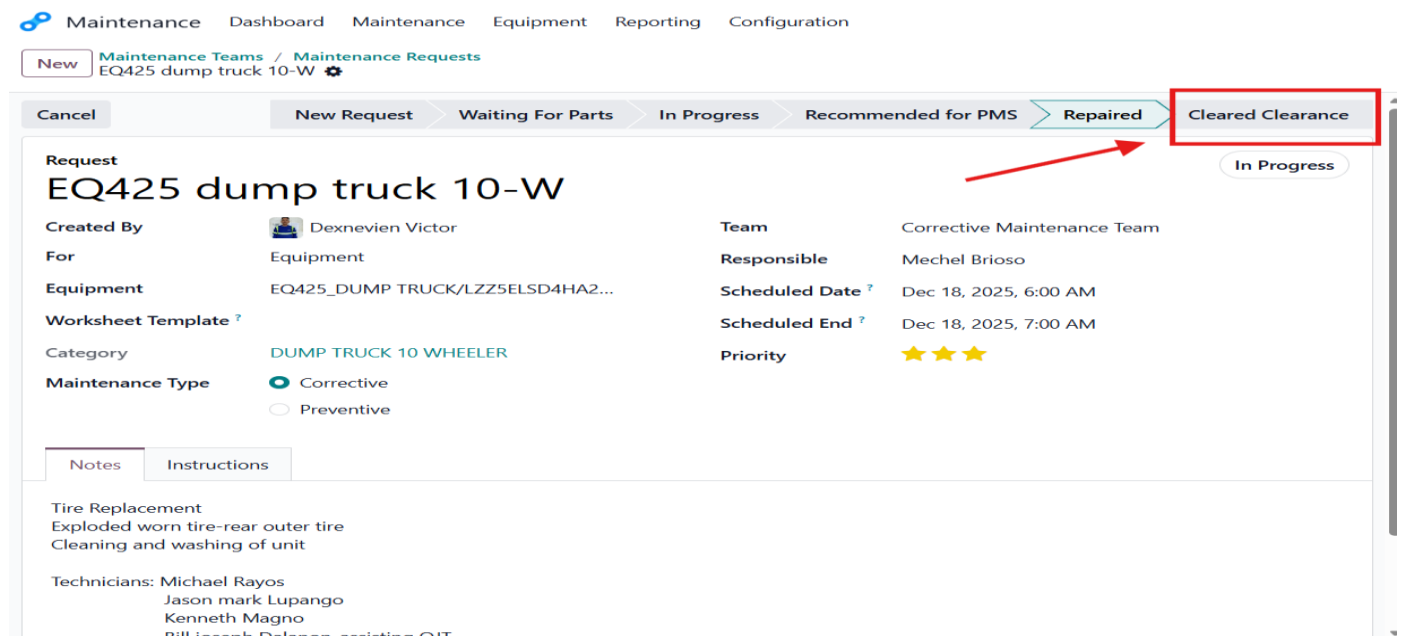 Maintenance Dashboard Maintenance Equipment Reporting Configuration
New Maintenance Teams / Maintenance Requests
EQ425 dump truck 10-W
Cancel New Request Waiting For Parts In Progress Recommended for PMS Repaired Cleared Clearance
Request
In Progress
EQ425 dump truck 10-W
Created By Dexnevien Victor Team Corrective Maintenance Team
For Equipment Responsible Mechel Brioso
Equipment EQ425_DUMP TRUCK/LZZ5ELSD4HA2... Scheduled Date ? Dec 18, 2025, 6:00 AM
Worksheet Template ? Scheduled End ? Dec 18, 2025, 7:00 AM
Category DUMP TRUCK 10 WHEELER Priority
Maintenance Type Corrective
Preventive
Notes Instructions
Tire Replacement
Exploded worn tire-rear outer tire
Cleaning and washing of unit
Technicians: Michael Rayos
Jason mark Lupango
Kenneth Magno